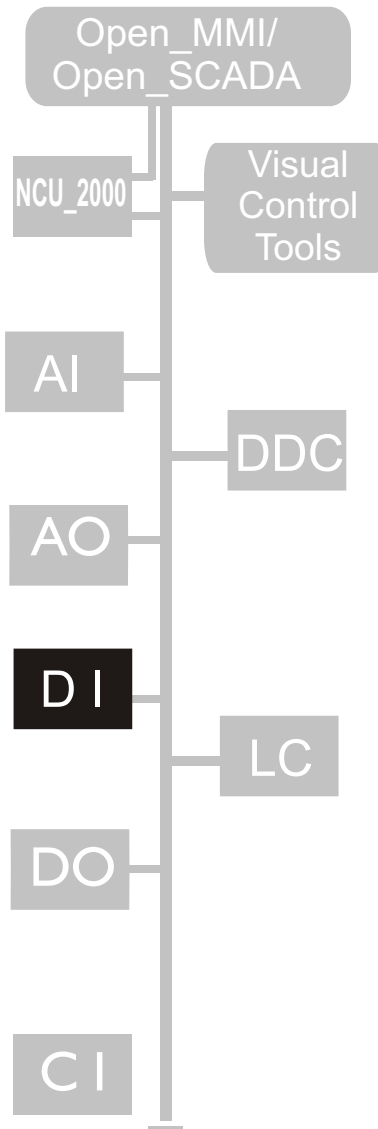 Open_MMI/
Open_SCADA
NCU_2000
Visual
Control
Tools
AI
DDC
AO
D I
LC
DO
C I